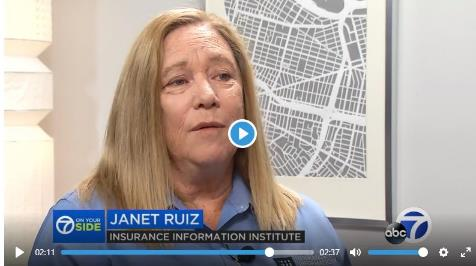 7 ON YOUR SIDE
JANET RUIZ
INSURANCE INFORMATION INSTITUTE
abc 7
02:11
02:37